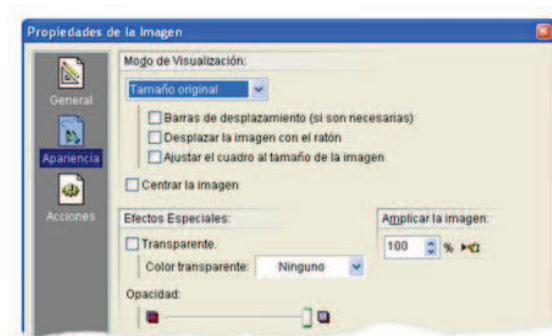 Propiedades de la Imagen
General
Apariencia
Acciones
Modo de Visualización:
Tamaño original
Barras de desplazamiento (si son necesarias)
Desplazar la imagen con el ratón
Ajustar el cuadro al tamaño de la imagen
Centrar la imagen
Efectos Especiales:
Transparente.
Color transparente: Ninguno
Opacidad:
Amplicar la imagen:
100 %